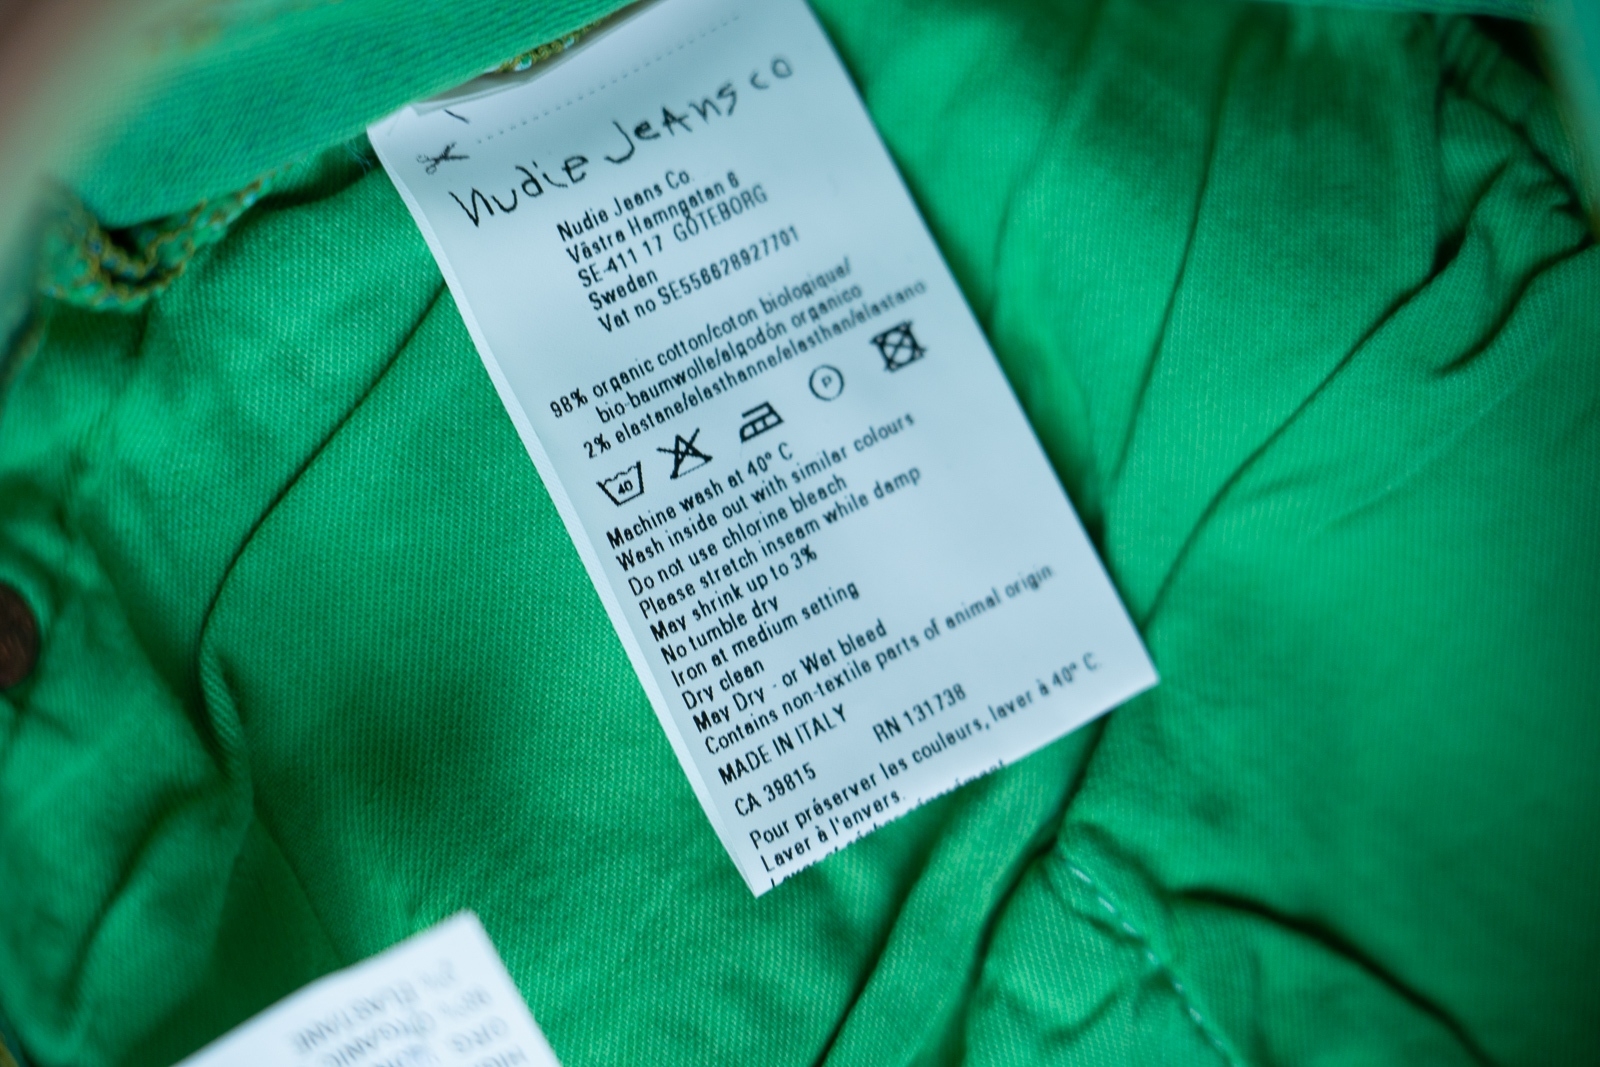 Nudie Jeans co
Nudie Jeans Co.
Västra Hamngatan 6
SE-411 17 GÖTEBORG
Sweden
Vat no SE556628927701
98% organic cotton/coton biologique/
bio-baumwolle/algodón organico
2% elastane/elasthanne/elasthan/elastano
40
P
Machine wash at 40° C
Wash inside out with similar colours
Do not use chlorine bleach
Please stretch inseam while damp
May shrink up to 3%
No tumble dry
Iron at medium setting
Dry clean
May Dry - or Wet bleed
Contains non-textile parts of animal origin.
MADE IN ITALY RN 131738
CA 39815
Pour préserver les couleurs, laver à 40° C.
Laver à l'envers.
2% ELASTANE
ORGANIC